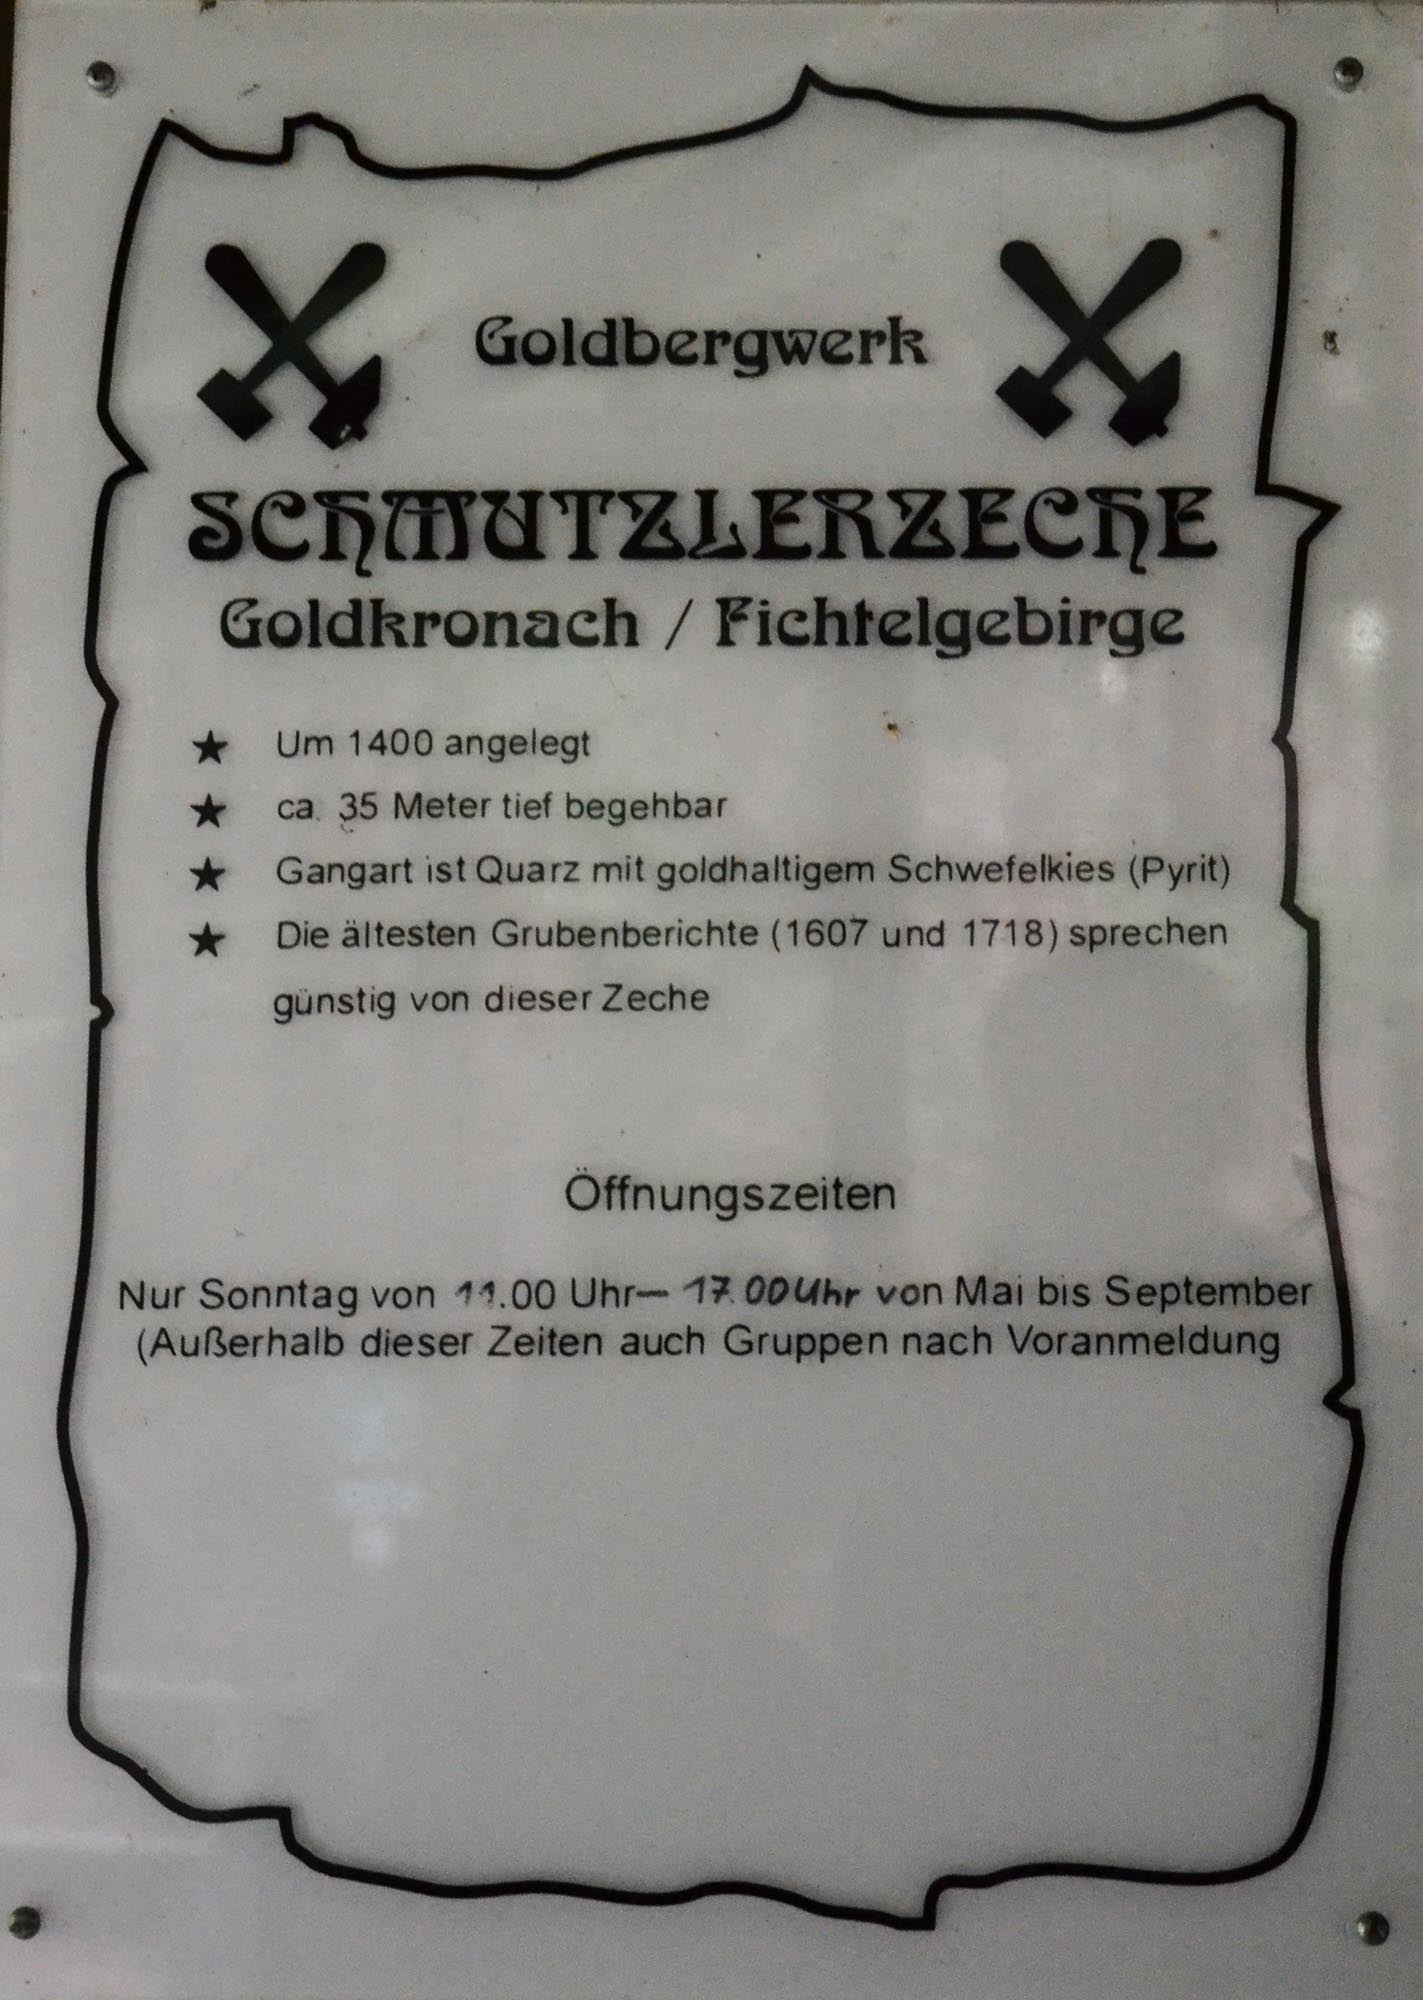 Goldbergwerk
SCHMUTZLERZECHE
Goldkronach / Fichtelgebirge
★ Um 1400 angelegt
★ ca. 35 Meter tief begehbar
★ Gangart ist Quarz mit goldhaltigem Schwefelkies (Pyrit)
★ Die ältesten Grubenberichte (1607 und 1718) sprechen
günstig von dieser Zeche
Öffnungszeiten
Nur Sonntag von 11.00 Uhr– 17.00 Uhr von Mai bis September
(Außerhalb dieser Zeiten auch Gruppen nach Voranmeldung